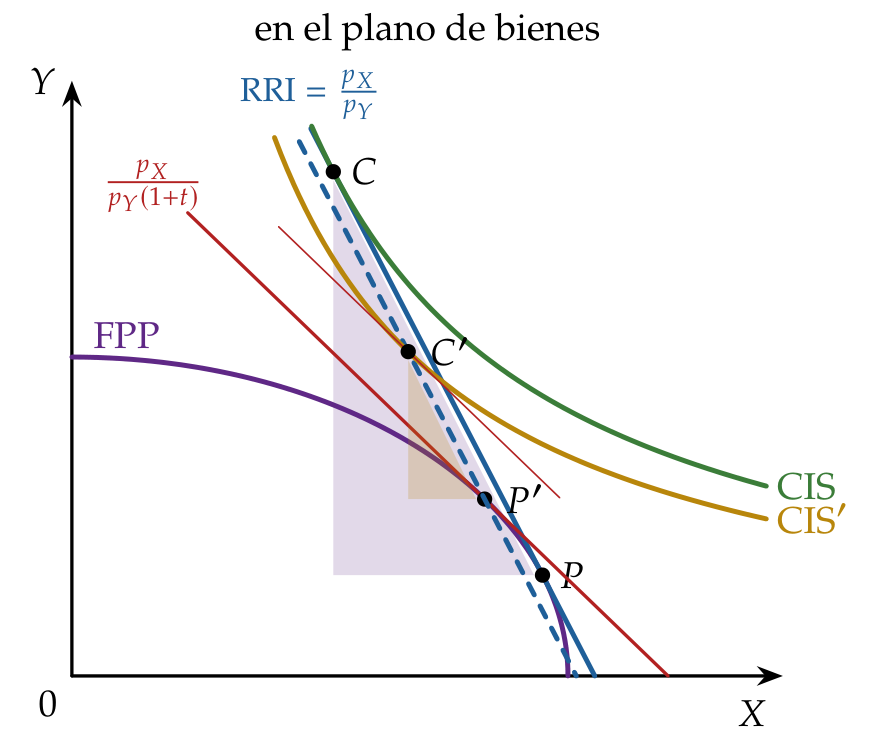 en el plano de bienes
Y
RRI = p_X/p_Y
p_X/p_Y(1+t)
C
FPP
C′
CIS
P′
CIS′
P
0
X